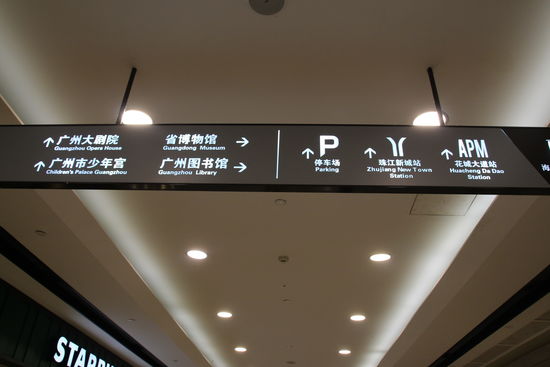 广州大剧院
Guangzhou Opera House
广州市少年宫
Children's Palace Guangzhou
省博物馆
Guangdong Museum
广州图书馆
Guangzhou Library
P
停车场
Parking
珠江新城站
Zhujiang New Town
Station
APM
花城大道站
Huacheng Da Dao
Station
海
STARB